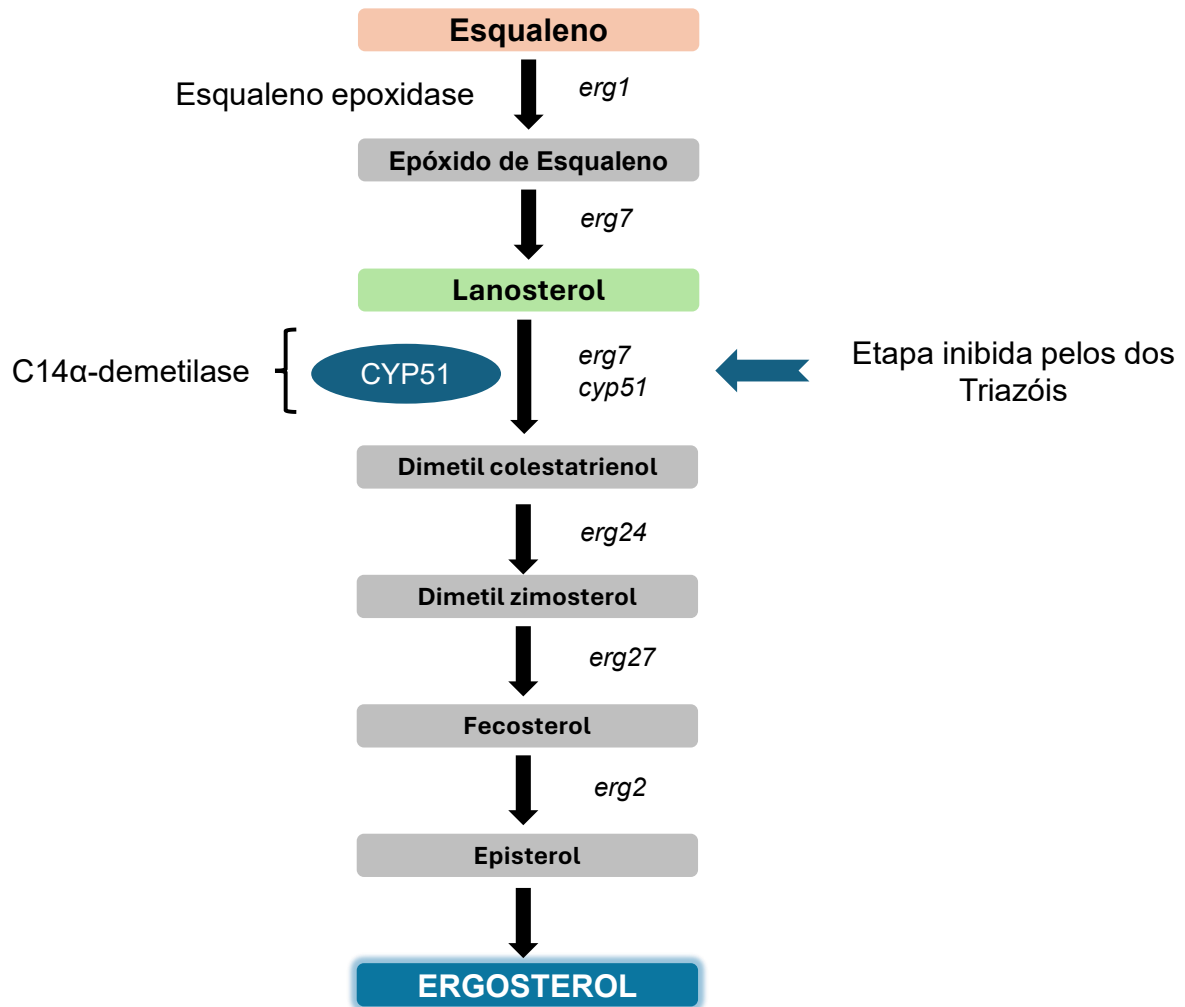 Esqualeno
Esqualeno epoxidase
erg1
Epóxido de Esqualeno
erg7
Lanosterol
C14α-demetilase
CYP51
erg7
cyp51
Etapa inibida pelos dos
Triazóis
Dimetil colestatrienol
erg24
Dimetil zimosterol
erg27
Fecosterol
erg2
Episterol
ERGOSTEROL